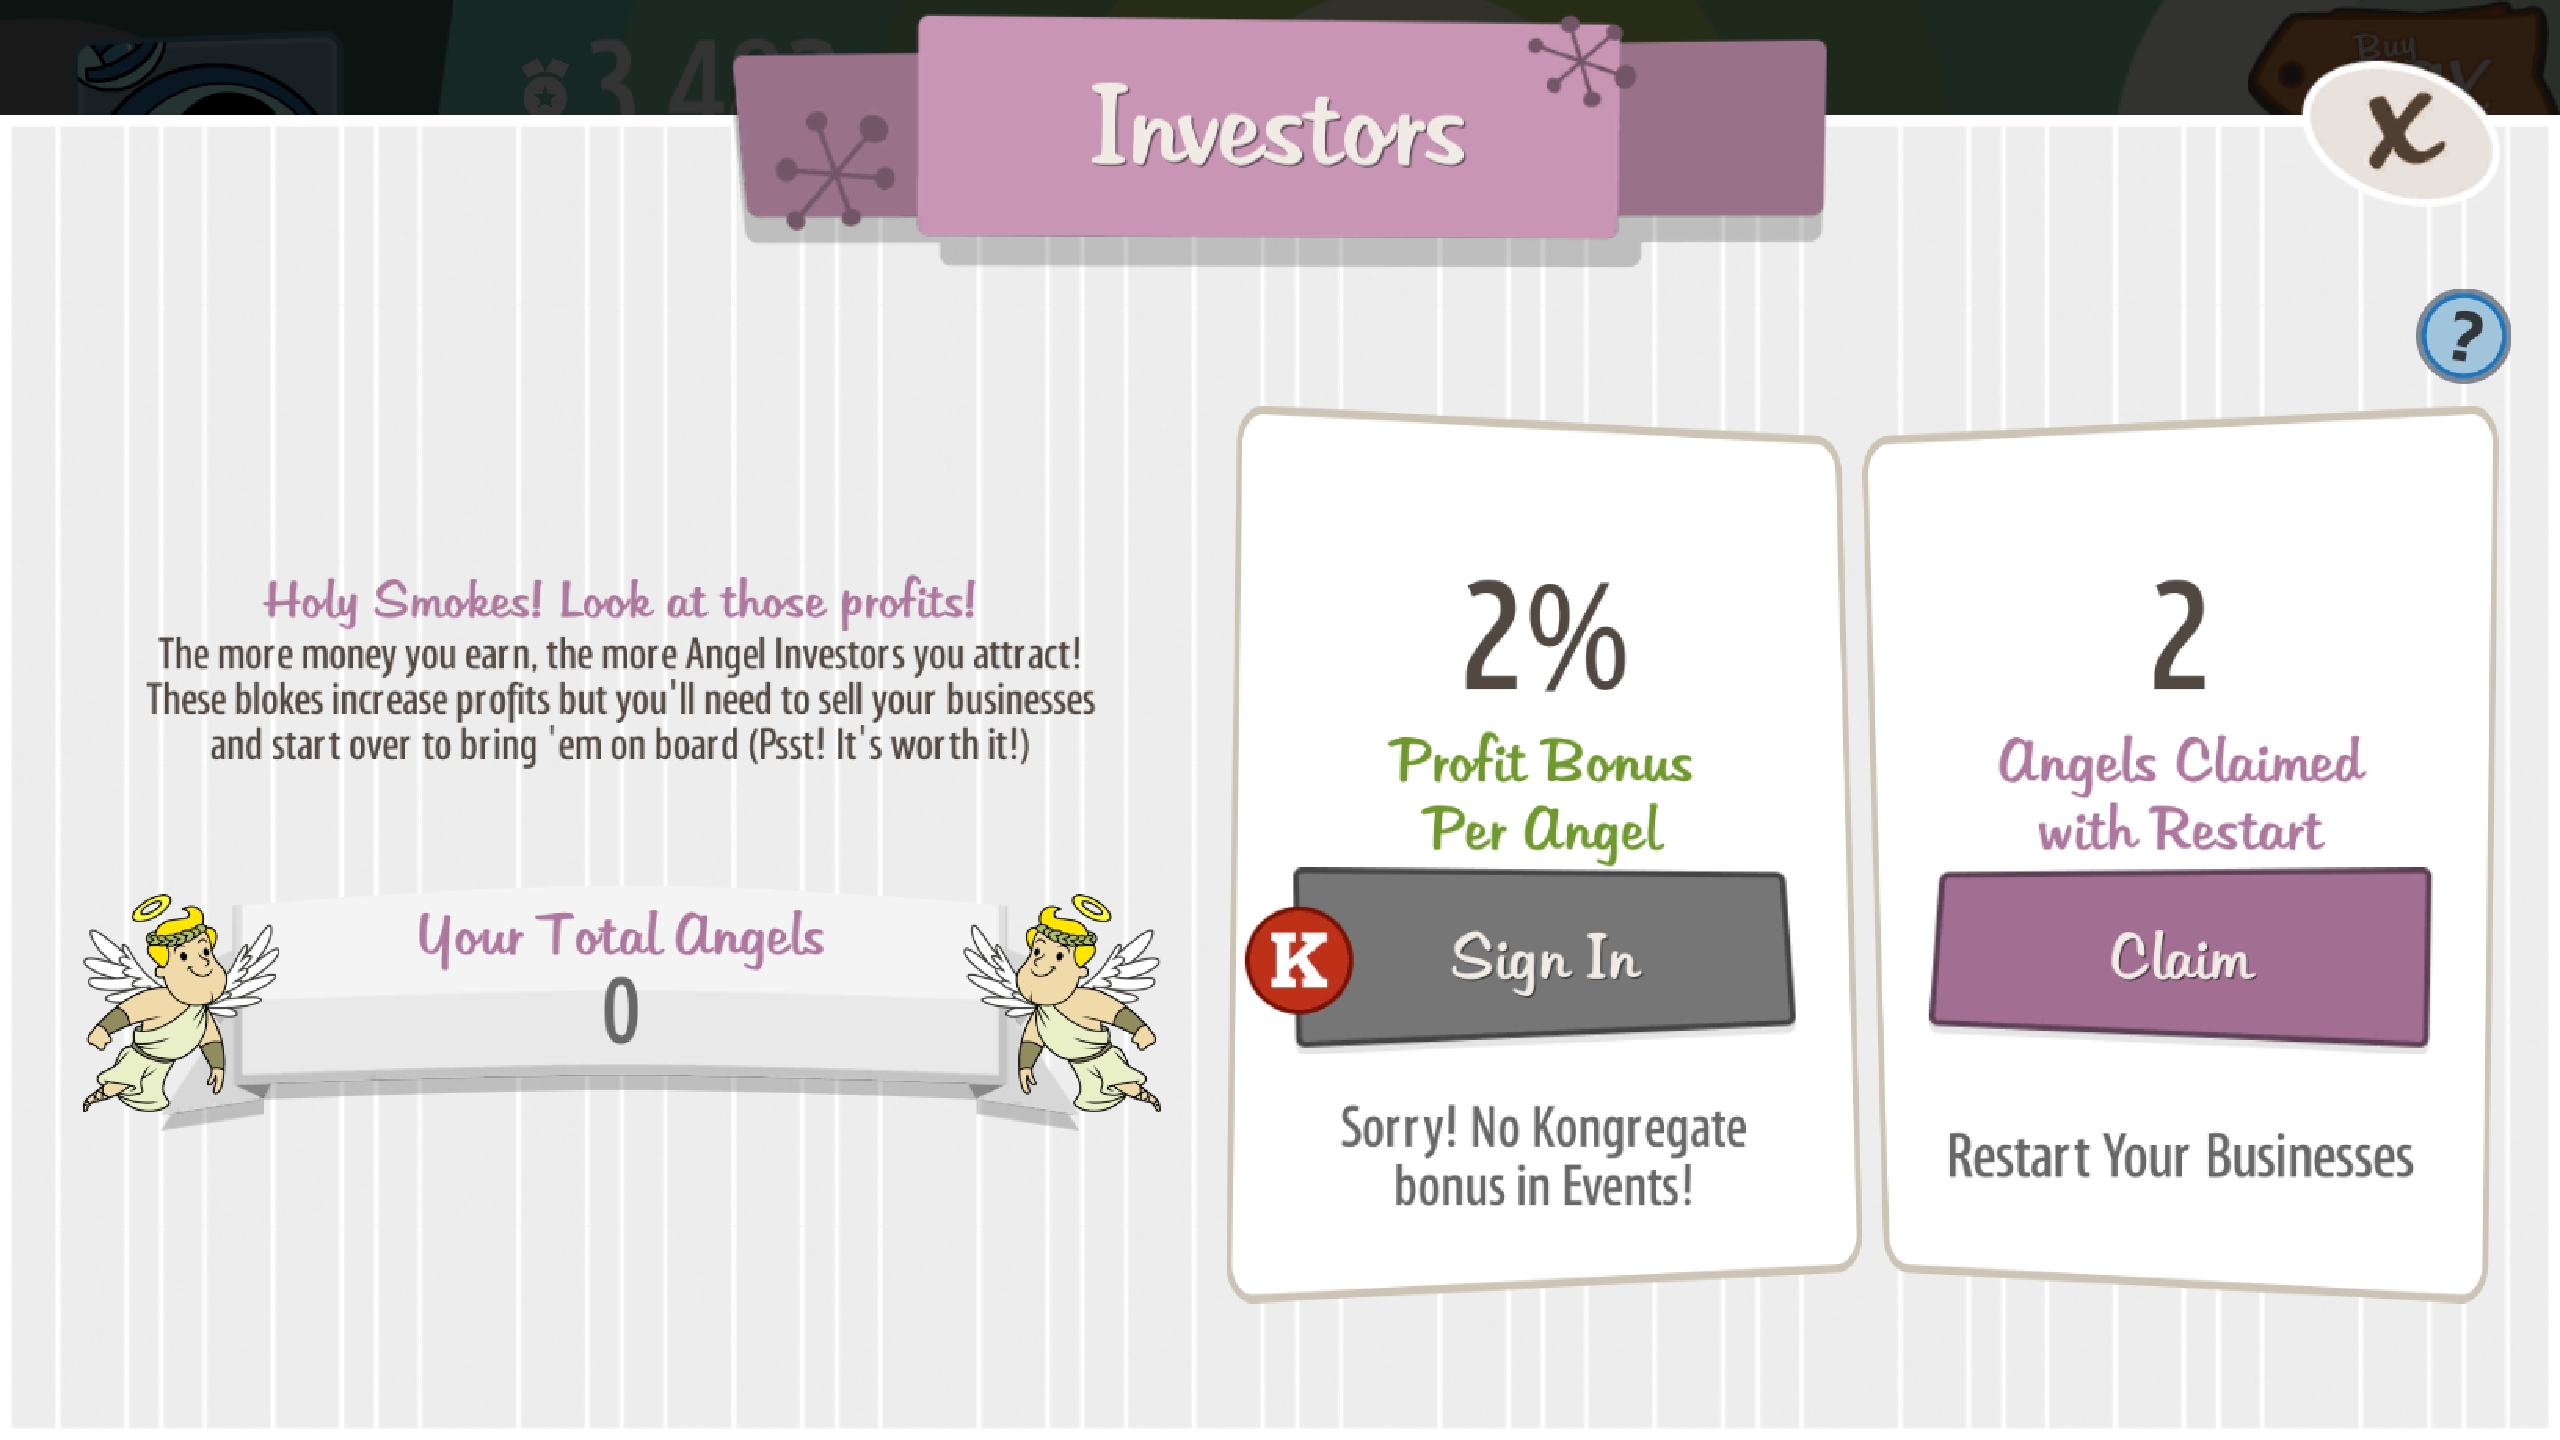 Investors
X
Buy
?
Holy Smokes! Look at those profits!
The more money you earn, the more Angel Investors you attract!
These blokes increase profits but you'll need to sell your businesses
and start over to bring 'em on board (Psst! It's worth it!)
Your Total Angels
0
2%
Profit Bonus
Per Angel
K
Sign In
Sorry! No Kongregate
bonus in Events!
2
Angels Claimed
with Restart
Claim
Restart Your Businesses